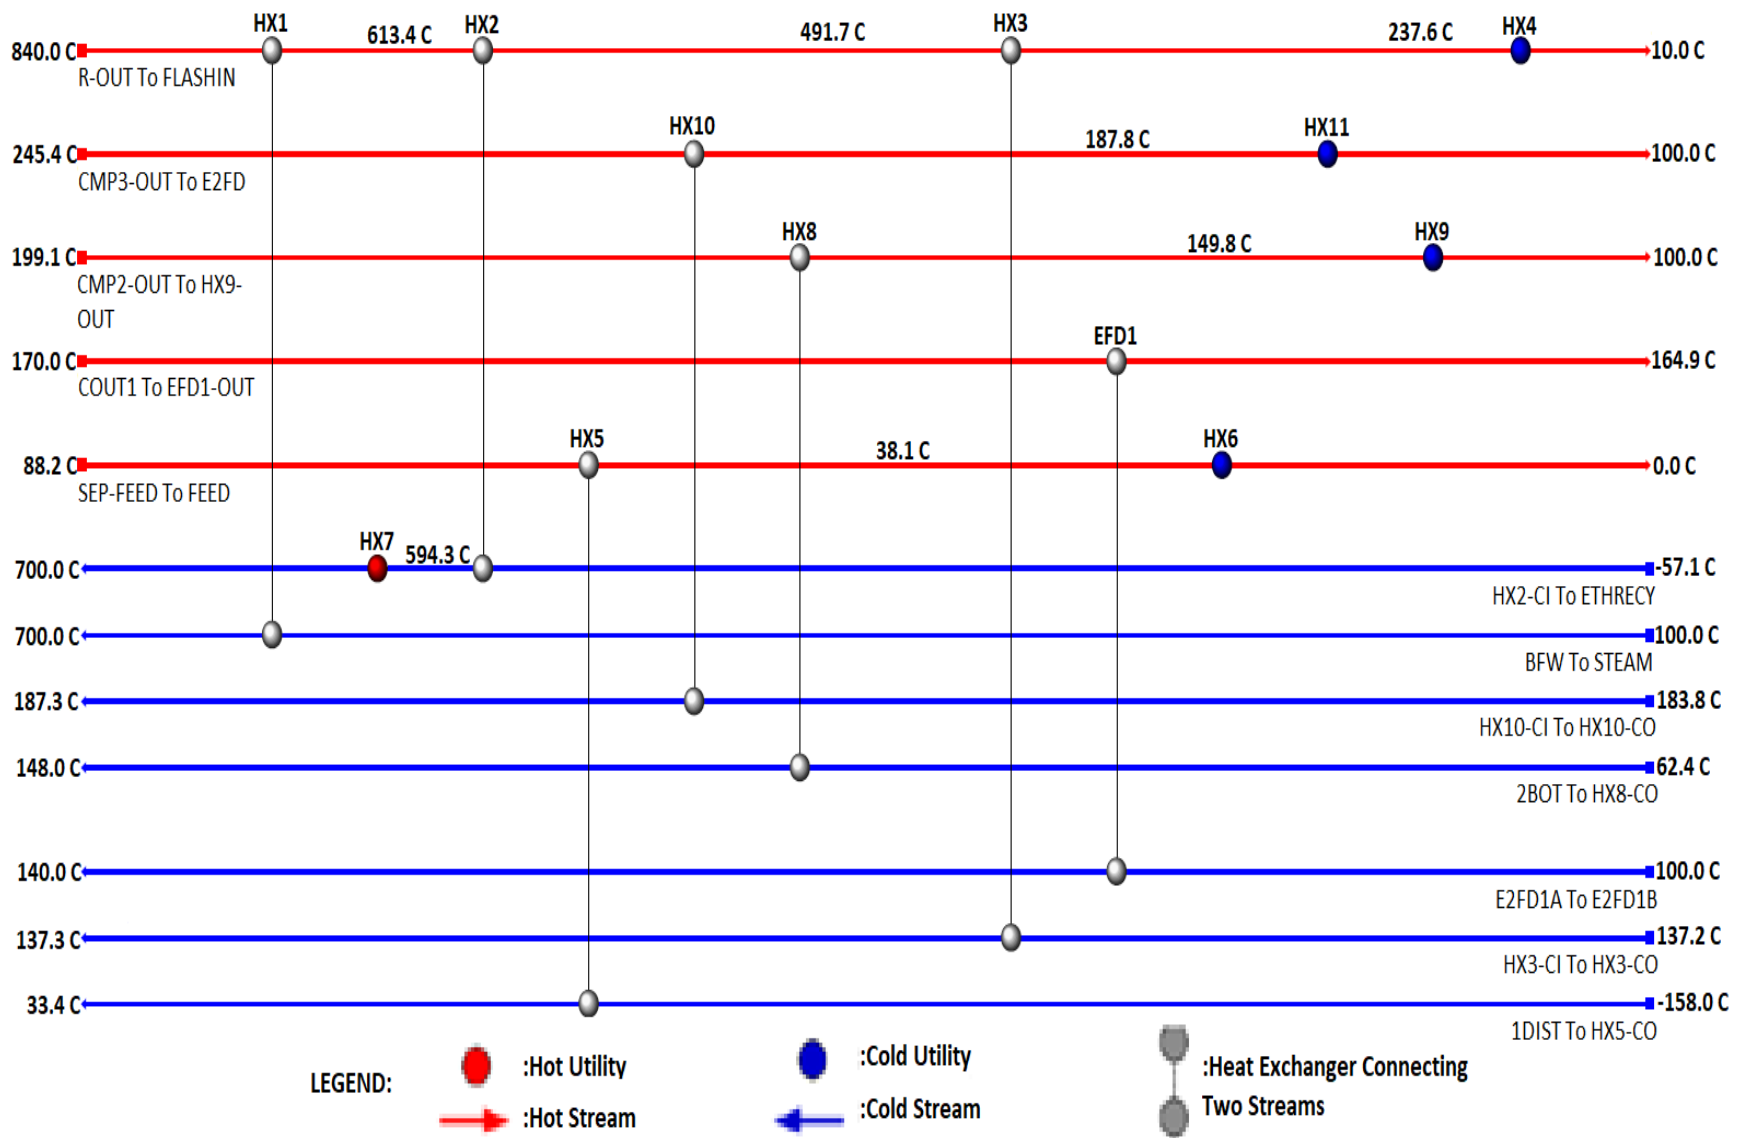 HX1
613.4 C
HX2
491.7 C
HX3
237.6 C
HX4
840.0 C
10.0 C
R-OUT To FLASHIN
HX10
187.8 C
HX11
245.4 C
100.0 C
CMP3-OUT To E2FD
HX8
149.8 C
HX9
199.1 C
100.0 C
CMP2-OUT To HX9-
OUT
EFD1
170.0 C
164.9 C
COUT1 To EFD1-OUT
HX5
38.1 C
HX6
88.2 C
0.0 C
SEP-FEED To FEED
HX7
594.3 C
700.0 C
-57.1 C
HX2-CI To ETHRECY
700.0 C
100.0 C
BFW To STEAM
187.3 C
183.8 C
HX10-CI To HX10-CO
148.0 C
62.4 C
2BOT To HX8-CO
140.0 C
100.0 C
E2FD1A To E2FD1B
137.3 C
137.2 C
HX3-CI To HX3-CO
33.4 C
-158.0 C
1DIST To HX5-CO
LEGEND:
:Hot Utility
:Cold Utility
:Heat Exchanger Connecting
Two Streams
:Hot Stream
:Cold Stream